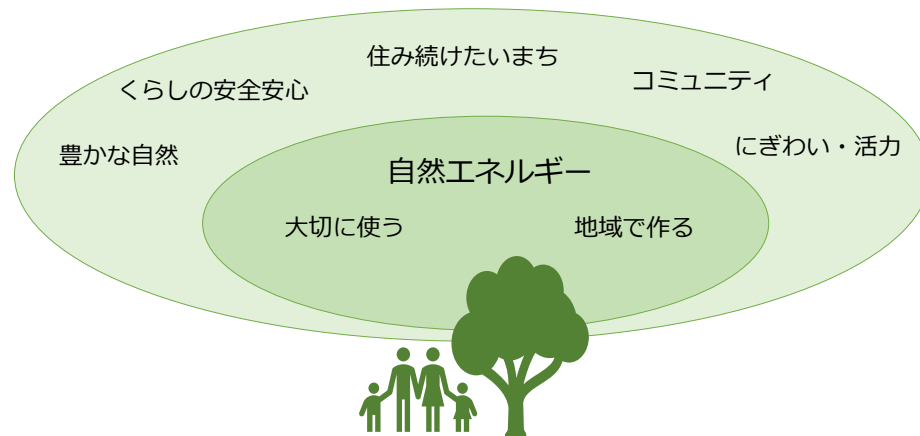 住み続けたいまち
くらしの安全安心
コミュニティ
豊かな自然
にぎわい・活力
自然エネルギー
大切に使う
地域で作る